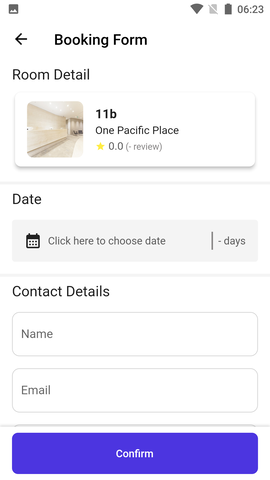 06:23
Booking Form
Room Detail
11b
One Pacific Place
0.0 (- review)
Date
Click here to choose date
- days
Contact Details
Name
Email
Confirm